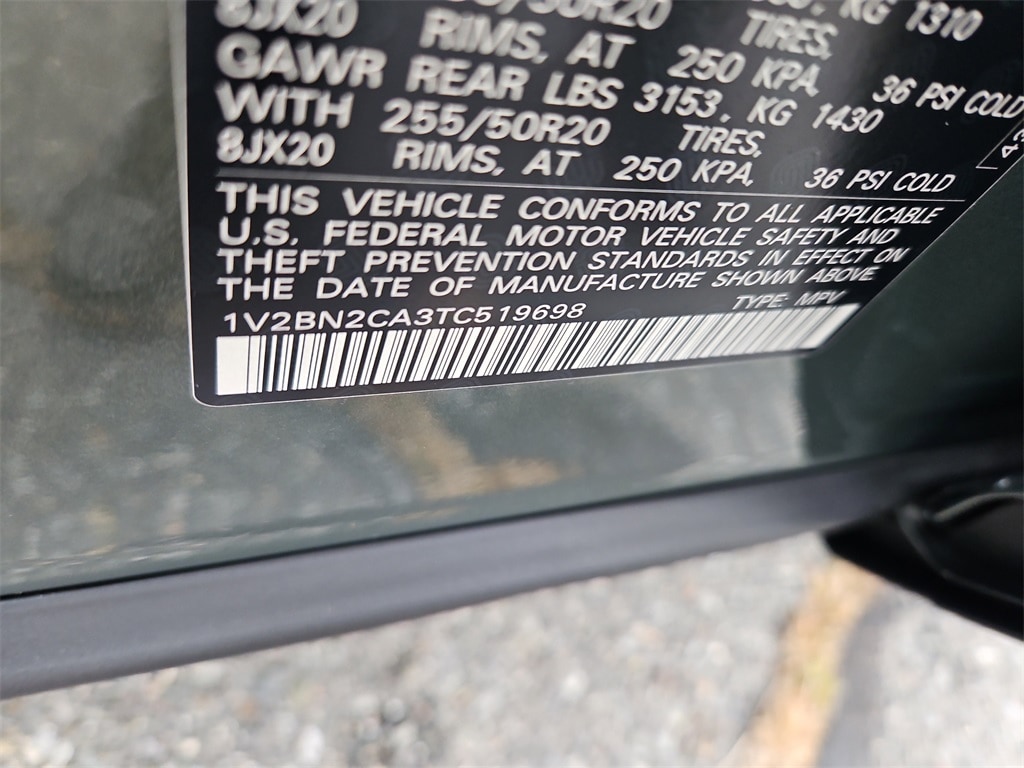 8JX20 RIMS, AT 250 KPA, 36 PSI COLD
GAWR REAR LBS 3153, KG 1430
WITH 255/50R20 TIRES,
8JX20 RIMS, AT 250 KPA, 36 PSI COLD
THIS VEHICLE CONFORMS TO ALL APPLICABLE
U.S. FEDERAL MOTOR VEHICLE SAFETY AND
THEFT PREVENTION STANDARDS IN EFFECT ON
THE DATE OF MANUFACTURE SHOWN ABOVE
1V2BN2CA3TC519698 TYPE: MPV